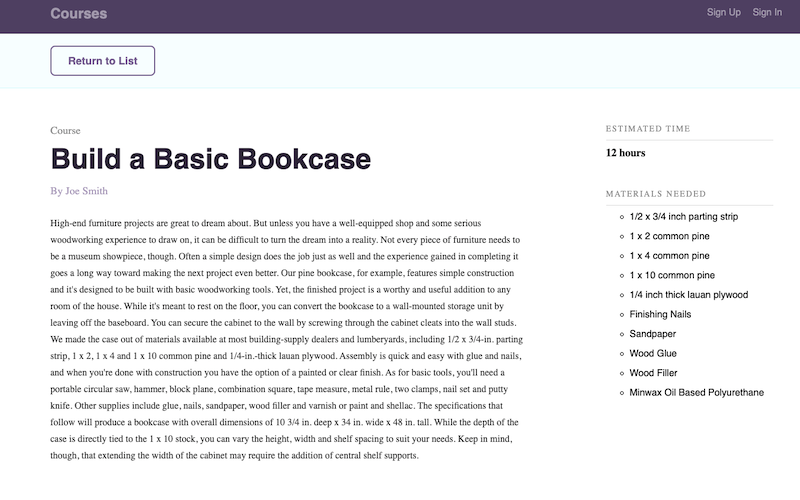 Courses
Sign Up Sign In
Return to List
Course
Build a Basic Bookcase
By Joe Smith
High-end furniture projects are great to dream about. But unless you have a well-equipped shop and some serious
woodworking experience to draw on, it can be difficult to turn the dream into a reality. Not every piece of furniture needs to
be a museum showpiece, though. Often a simple design does the job just as well and the experience gained in completing it
goes a long way toward making the next project even better. Our pine bookcase, for example, features simple construction
and it's designed to be built with basic woodworking tools. Yet, the finished project is a worthy and useful addition to any
room of the house. While it's meant to rest on the floor, you can convert the bookcase to a wall-mounted storage unit by
leaving off the baseboard. You can secure the cabinet to the wall by screwing through the cabinet cleats into the wall studs.
We made the case out of materials available at most building-supply dealers and lumberyards, including 1/2 x 3/4-in. parting
strip, 1 x 2, 1 x 4 and 1 x 10 common pine and 1/4-in.-thick lauan plywood. Assembly is quick and easy with glue and nails,
and when you're done with construction you have the option of a painted or clear finish. As for basic tools, you'll need a
portable circular saw, hammer, block plane, combination square, tape measure, metal rule, two clamps, nail set and putty
knife. Other supplies include glue, nails, sandpaper, wood filler and varnish or paint and shellac. The specifications that
follow will produce a bookcase with overall dimensions of 10 3/4 in. deep x 34 in. wide x 48 in. tall. While the depth of the
case is directly tied to the 1 x 10 stock, you can vary the height, width and shelf spacing to suit your needs. Keep in mind,
though, that extending the width of the cabinet may require the addition of central shelf supports.
ESTIMATED TIME
12 hours
MATERIALS NEEDED
1/2 x 3/4 inch parting strip
1 x 2 common pine
1 x 4 common pine
1 x 10 common pine
1/4 inch thick lauan plywood
Finishing Nails
Sandpaper
Wood Glue
Wood Filler
Minwax Oil Based Polyurethane